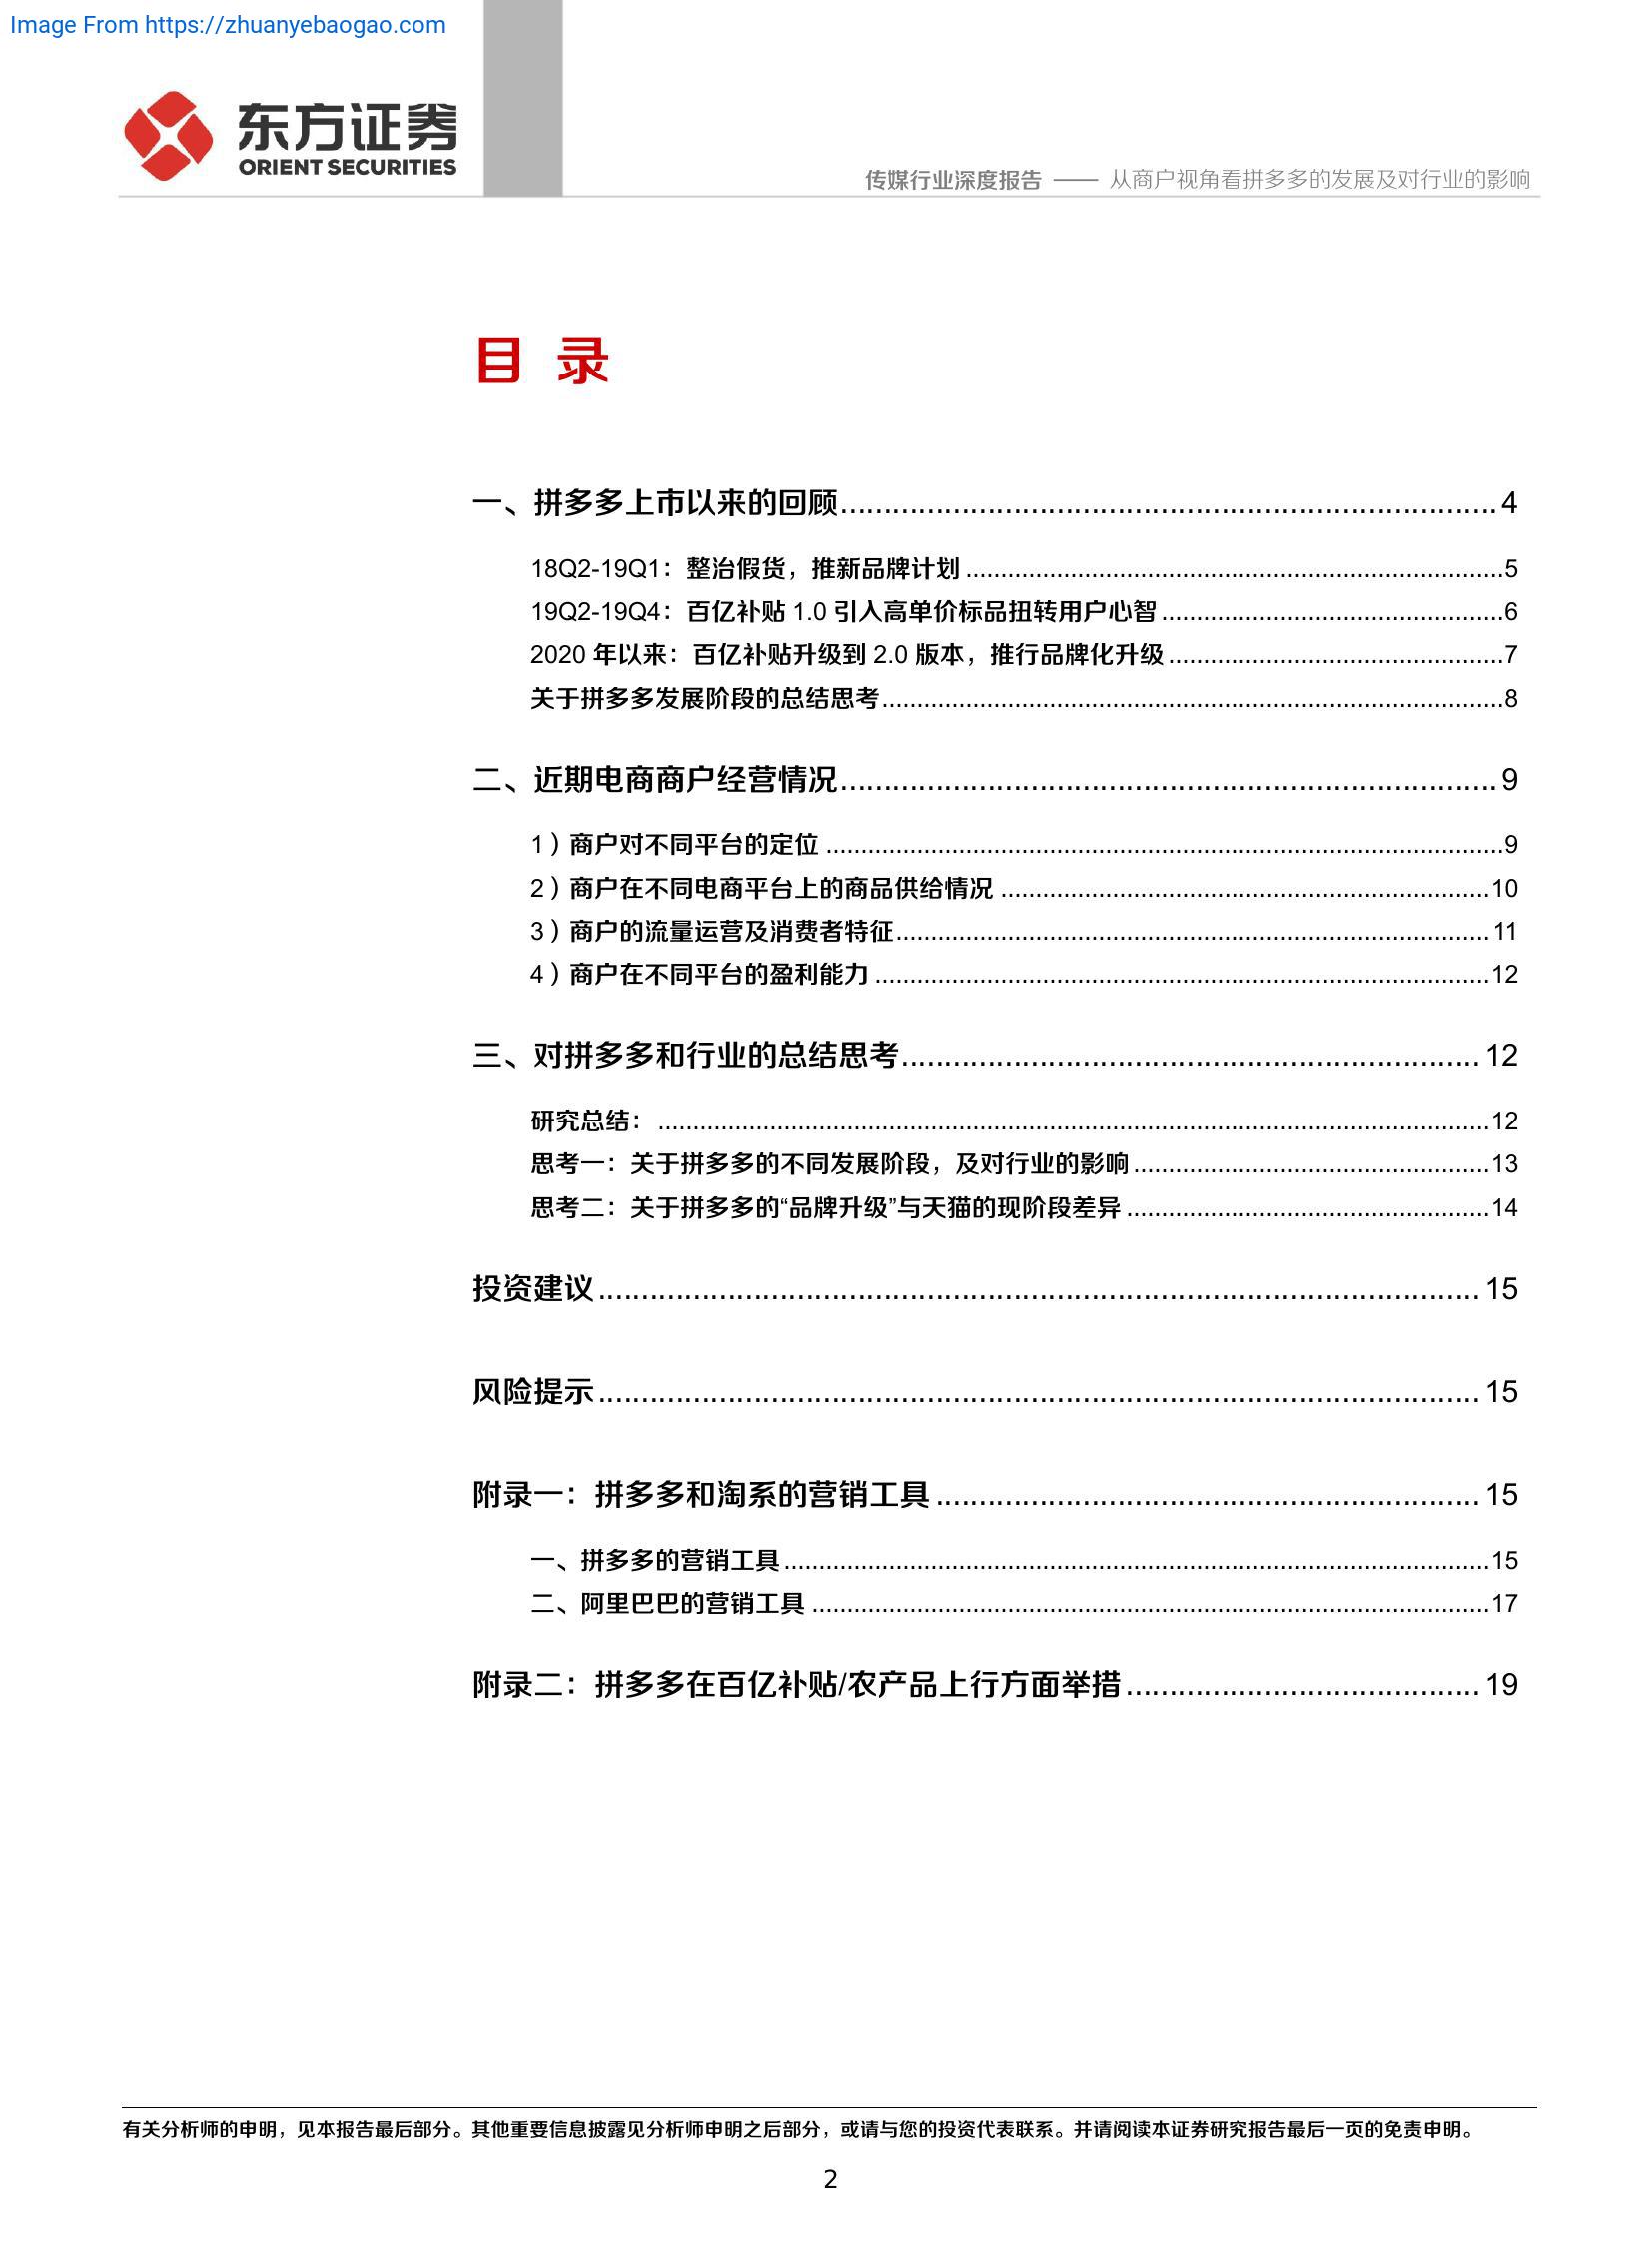 Image From https://zhuanyebaogao.com
东方证券
ORIENT SECURITIES
传媒行业深度报告 —— 从商户视角看拼多多的发展及对行业的影响
目 录
一、拼多多上市以来的回顾 4
18Q2-19Q1：整治假货，推新品牌计划 5
19Q2-19Q4：百亿补贴 1.0 引入高单价标品扭转用户心智 6
2020 年以来：百亿补贴升级到 2.0 版本，推行品牌化升级 7
关于拼多多发展阶段的总结思考 8
二、近期电商商户经营情况 9
1）商户对不同平台的定位 9
2）商户在不同电商平台上的商品供给情况 10
3）商户的流量运营及消费者特征 11
4）商户在不同平台的盈利能力 12
三、对拼多多和行业的总结思考 12
研究总结： 12
思考一：关于拼多多的不同发展阶段，及对行业的影响 13
思考二：关于拼多多的“品牌升级”与天猫的现阶段差异 14
投资建议 15
风险提示 15
附录一：拼多多和淘系的营销工具 15
一、拼多多的营销工具 15
二、阿里巴巴的营销工具 17
附录二：拼多多在百亿补贴/农产品上行方面举措 19
有关分析师的申明，见本报告最后部分。其他重要信息披露见分析师申明之后部分，或请与您的投资代表联系。并请阅读本证券研究报告最后一页的免责申明。
2